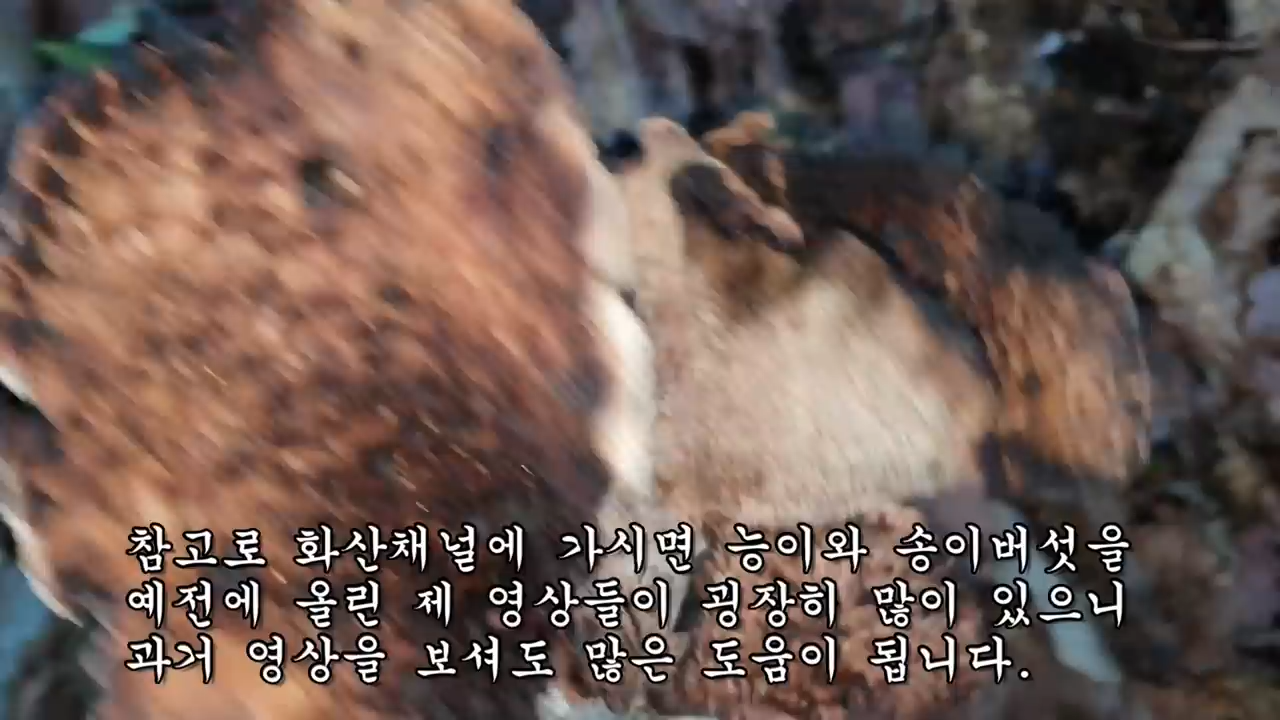 참고로 화산채널에 가시면 능이와 송이버섯을
예전에 올린 제 영상들이 굉장히 많이 있으니
과거 영상을 보셔도 많은 도움이 됩니다.